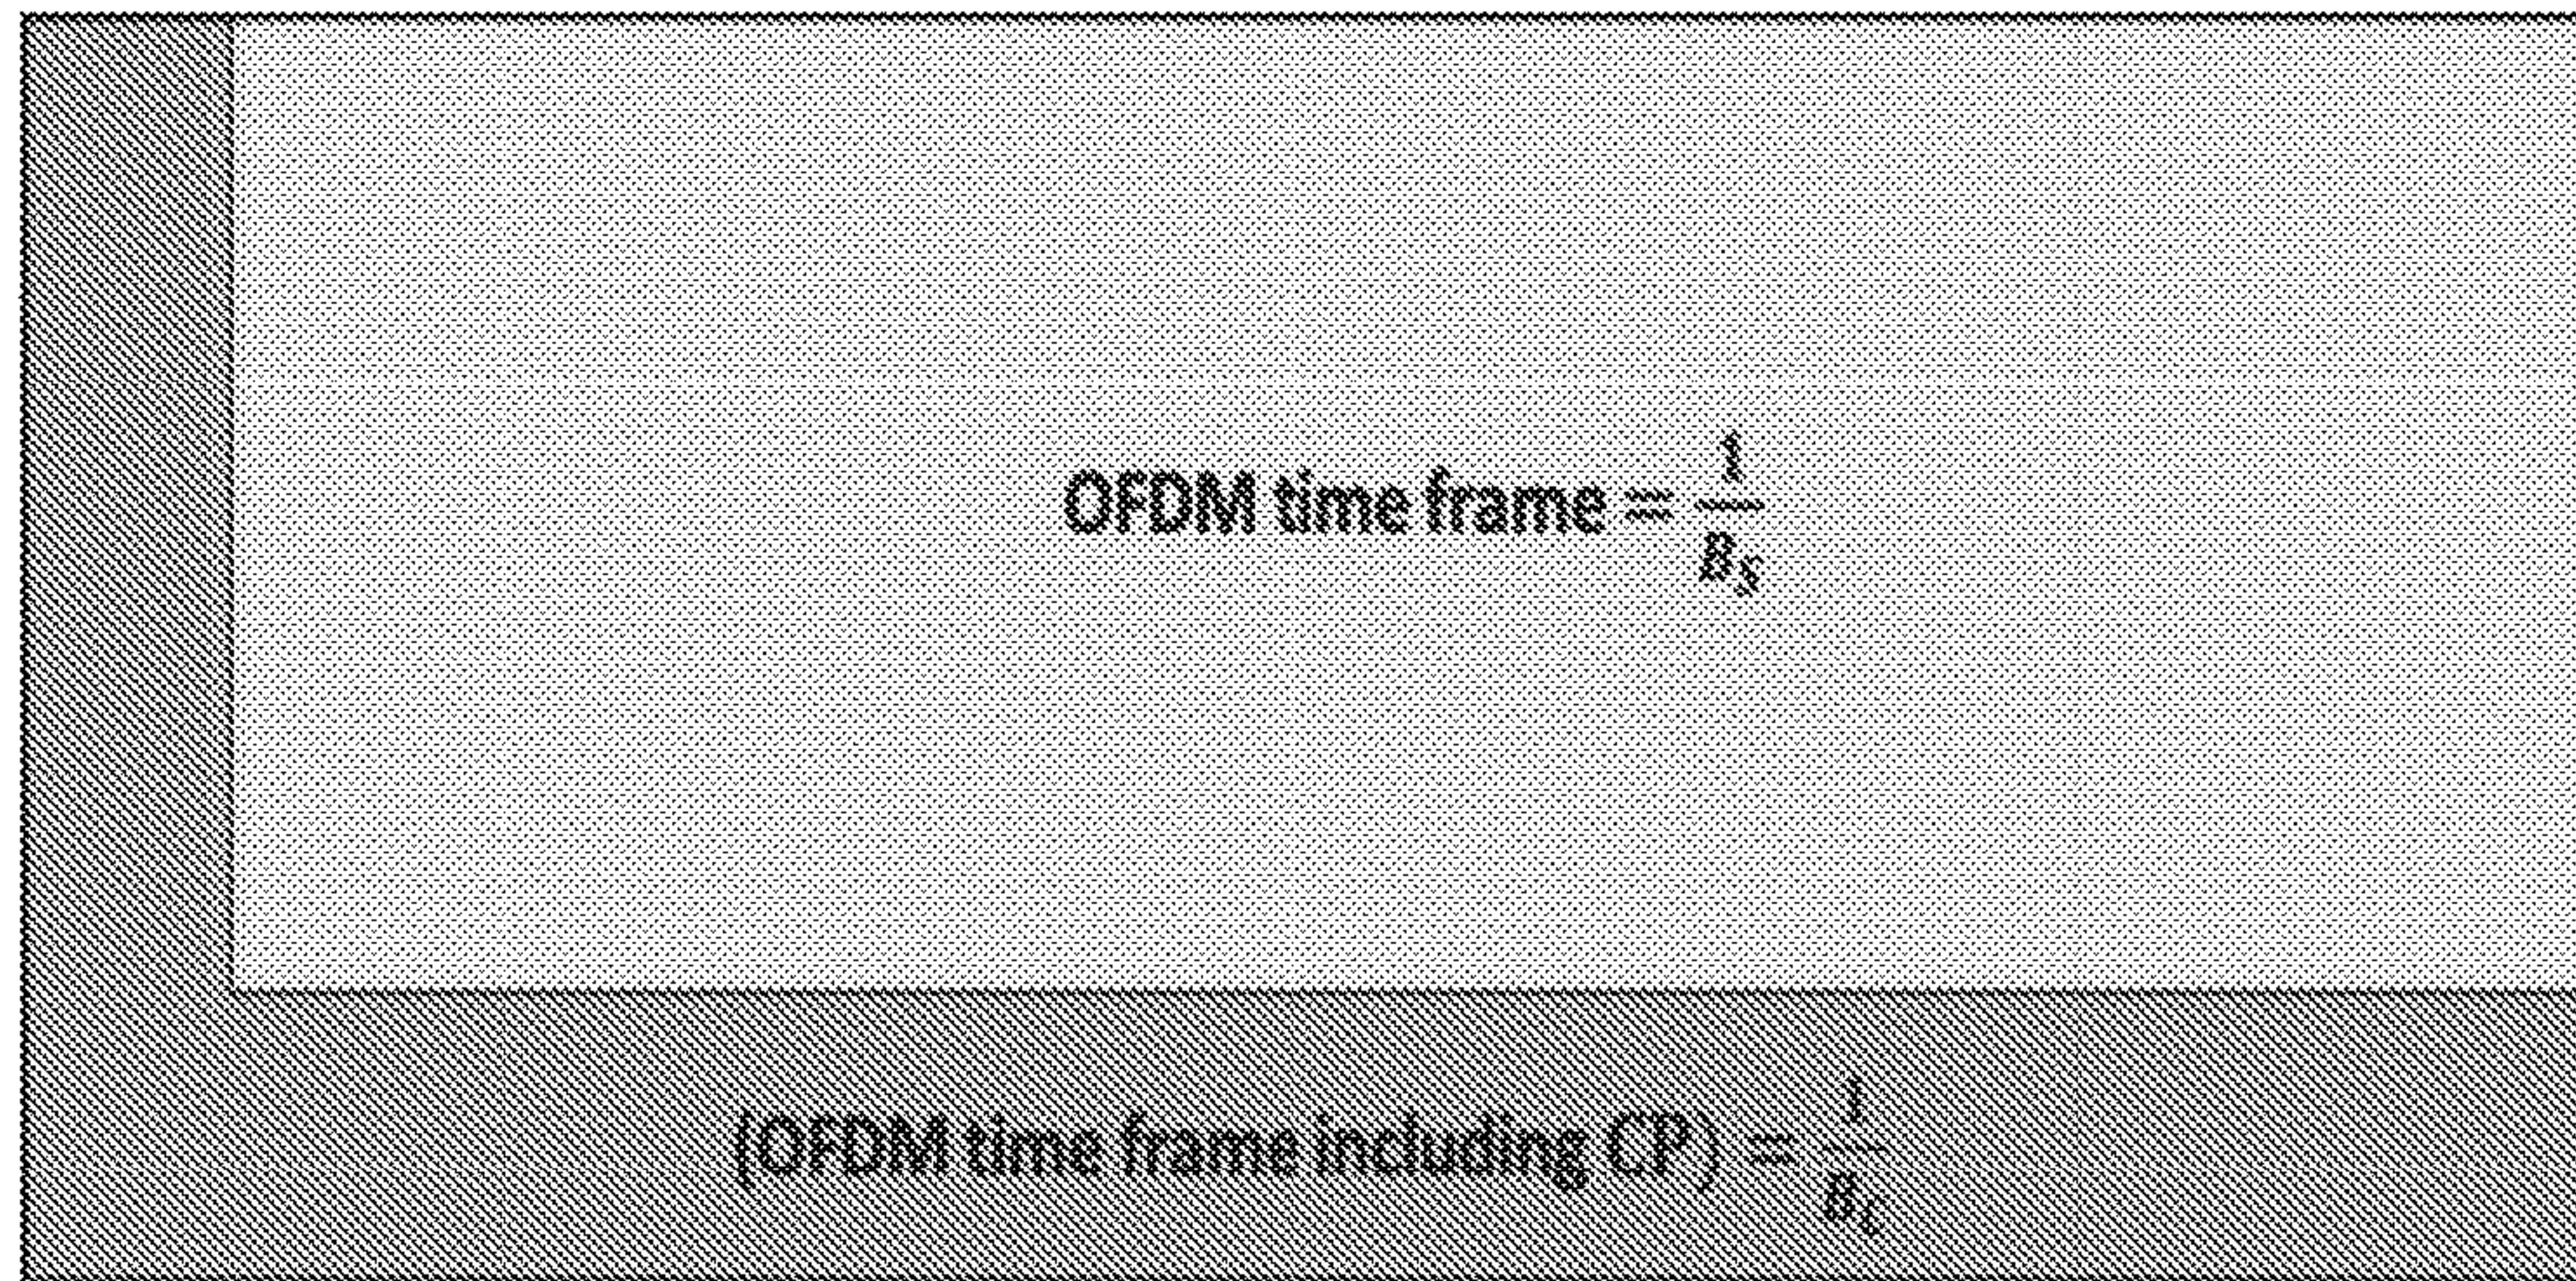 OFDM time frame = 1/B_s
(OFDM time frame including CP) = 1/B_c